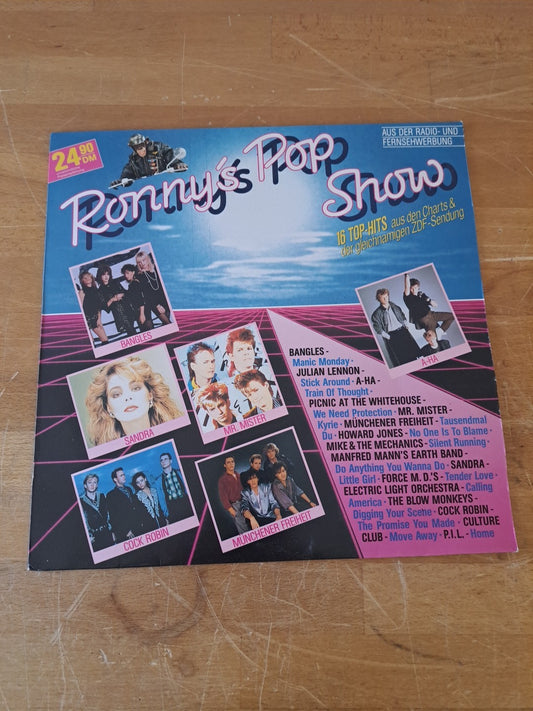 24.90
DM
Ronny's Pop
Show
AUS DER RADIO- UND
FERNSEHWERBUNG
16 TOP-HITS aus den Charts &
der gleichnamigen ZDF-Sendung
BANGLES
A-HA
SANDRA
MR. MISTER
COCK ROBIN
MÜNCHENER FREIHEIT
BANGLES -
Manic Monday -
JULIAN LENNON -
Stick Around - A-HA -
Train Of Thought -
PICNIC AT THE WHITEHOUSE -
We Need Protection - MR. MISTER -
Kyrie - MÜNCHENER FREIHEIT - Tausendmal
Du - HOWARD JONES - No One Is To Blame -
MIKE & THE MECHANICS - Silent Running -
MANFRED MANN'S EARTH BAND -
Do Anything You Wanna Do - SANDRA -
Little Girl - FORCE M. D.'S - Tender Love -
ELECTRIC LIGHT ORCHESTRA - Calling
America - THE BLOW MONKEYS -
Digging Your Scene - COCK ROBIN -
The Promise You Made - CULTURE
CLUB - Move Away - P.I.L. - Home